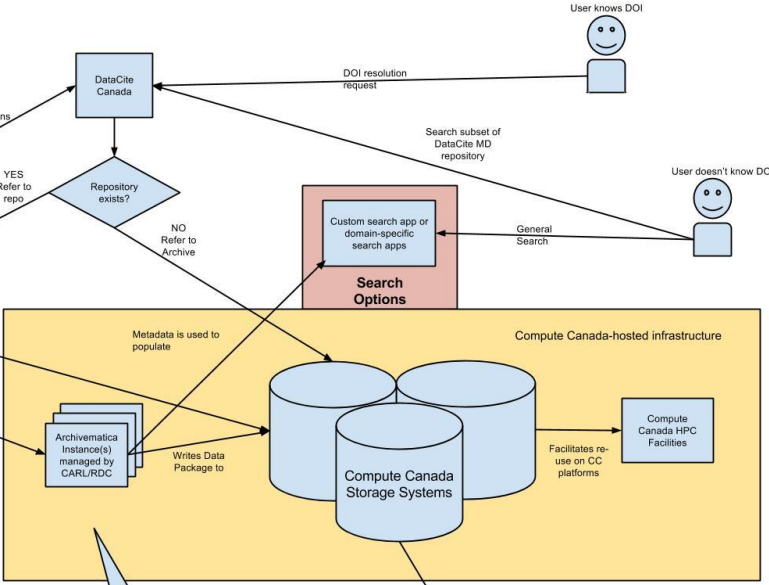 User knows DOI
DataCite
Canada
DOI resolution
request
ns
Search subset of
DataCite MD
repository
YES
Refer to
repo
Repository
exists?
User doesn't know DO
NO
Refer to
Archive
Custom search app or
domain-specific
search apps
General
Search
Search
Options
Metadata is used to
populate
Compute Canada-hosted infrastructure
Archivematica
Instance(s)
managed by
CARL/RDC
Writes Data
Package to
Compute Canada
Storage Systems
Facilitates re-
use on CC
platforms
Compute
Canada HPC
Facilities